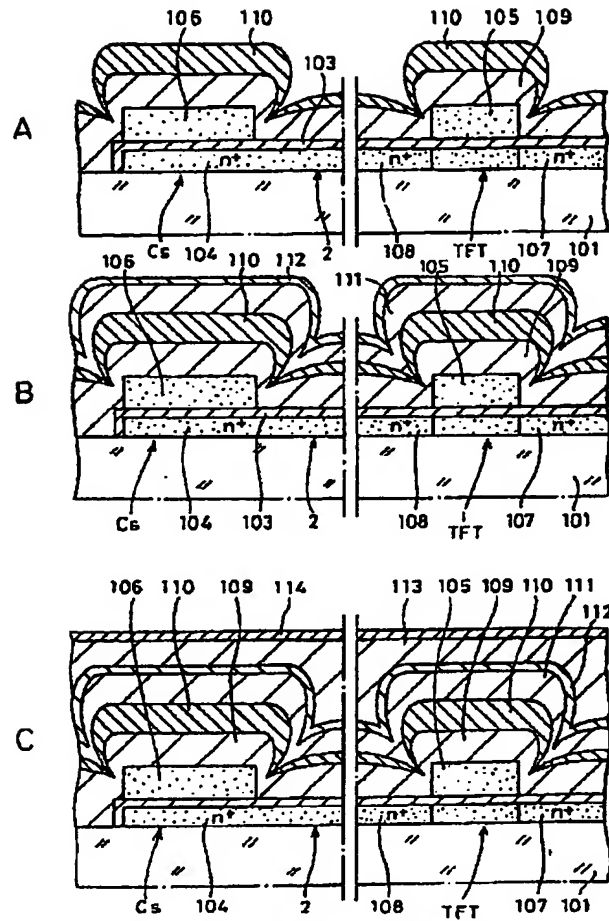 106 110 110 105 109
103
A
n+ n+ n+
Cs 104 2 108 TFT 107 101
106 110 112 111 105 110 109
B
n+ n+ n+
Cs 104 103 2 108 TFT 107 101
106 110 109 114 113 105 109 110 111
112
C
n+ n+ n+
Cs 104 2 108 TFT 107 101